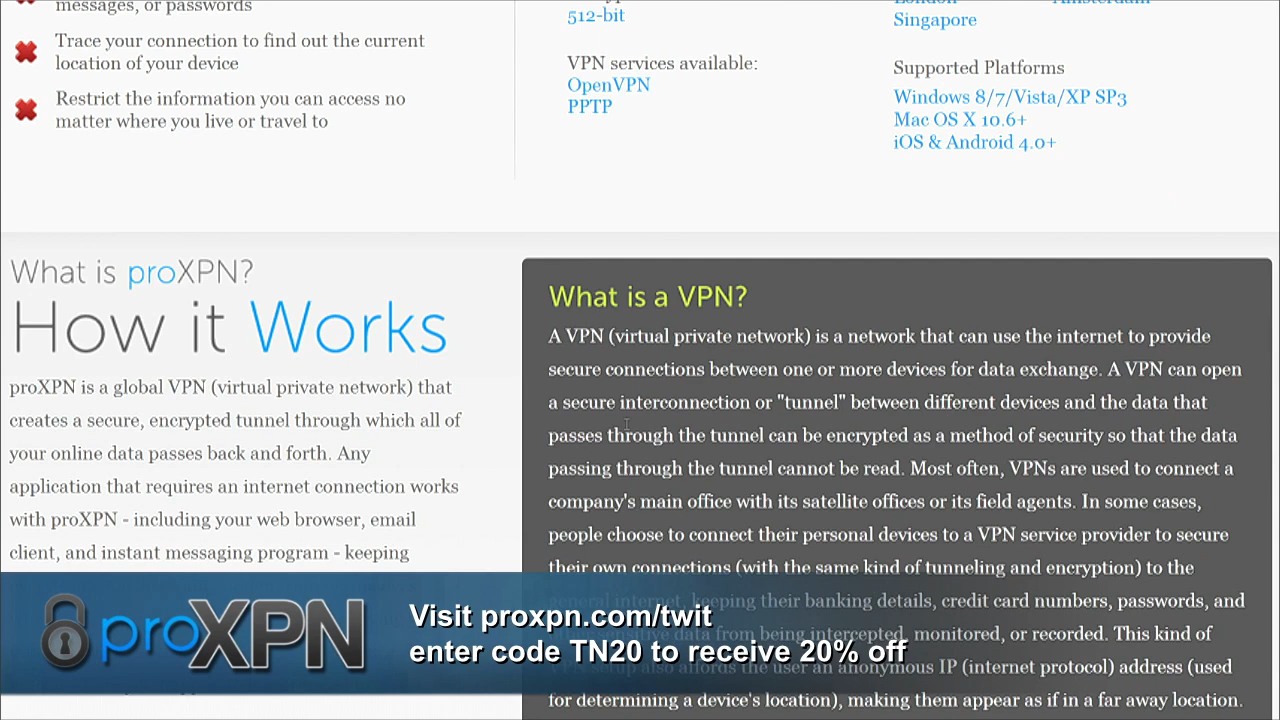 messages, or passwords
Trace your connection to find out the current
location of your device
Restrict the information you can access no
matter where you live or travel to
512-bit
VPN services available:
OpenVPN
PPTP
London Amsterdam
Singapore
Supported Platforms
Windows 8/7/Vista/XP SP3
Mac OS X 10.6+
iOS & Android 4.0+
What is proXPN?
How it Works
proXPN is a global VPN (virtual private network) that
creates a secure, encrypted tunnel through which all of
your online data passes back and forth. Any
application that requires an internet connection works
with proXPN - including your web browser, email
client, and instant messaging program - keeping
What is a VPN?
A VPN (virtual private network) is a network that can use the internet to provide
secure connections between one or more devices for data exchange. A VPN can open
a secure interconnection or "tunnel" between different devices and the data that
passes through the tunnel can be encrypted as a method of security so that the data
passing through the tunnel cannot be read. Most often, VPNs are used to connect a
company's main office with its satellite offices or its field agents. In some cases,
people choose to connect their personal devices to a VPN service provider to secure
their own connections (with the same kind of tunneling and encryption) to the
general internet, keeping their banking details, credit card numbers, passwords, and
other sensitive data from being intercepted, monitored, or recorded. This kind of
setup also affords the user an anonymous IP (internet protocol) address (used
for determining a device's location), making them appear as if in a far away location.
proXPN
Visit proxpn.com/twit
enter code TN20 to receive 20% off